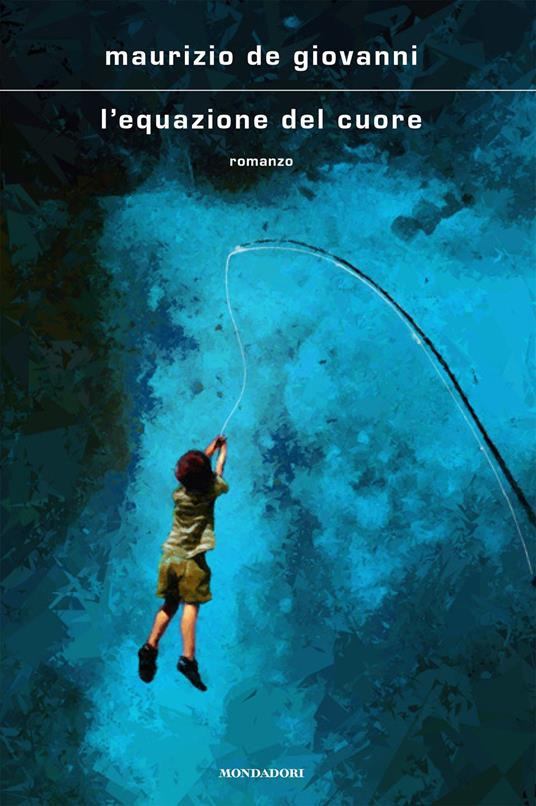 maurizio de giovanni
l'equazione del cuore
romanzo
MONDADORI